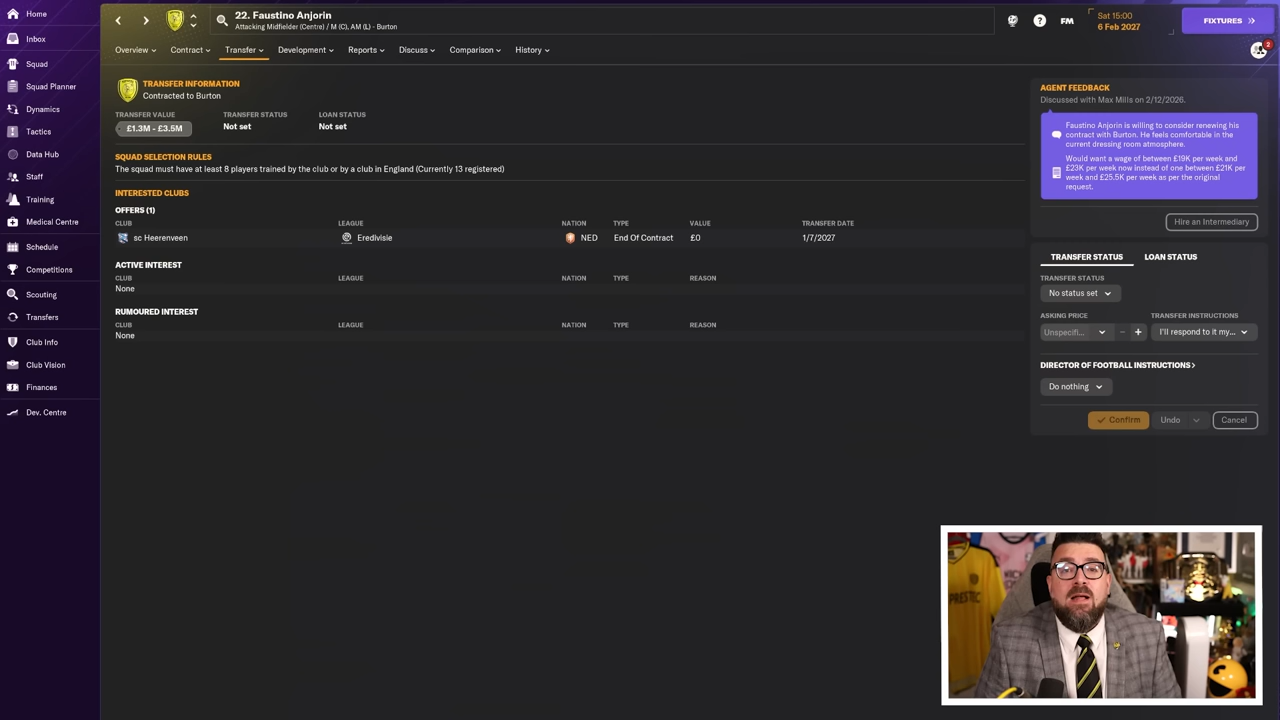 Home
Inbox
Squad
Squad Planner
Dynamics
Tactics
Data Hub
Staff
Training
Medical Centre
Schedule
Competitions
Scouting
Transfers
Club Info
Club Vision
Finances
Dev. Centre
22. Faustino Anjorin
Attacking Midfielder (Centre) / M (C), AM (L) - Burton
FM
Sat 15:00
6 Feb 2027
FIXTURES
Overview
Contract
Transfer
Development
Reports
Discuss
Comparison
History
2
TRANSFER INFORMATION
Contracted to Burton
TRANSFER VALUE TRANSFER STATUS LOAN STATUS
£1.3M - £3.5M Not set Not set
SQUAD SELECTION RULES
The squad must have at least 8 players trained by the club or by a club in the same nation (7 registered)
INTERESTED CLUBS
OFFERS (1)
CLUB LEAGUE NATION TYPE VALUE TRANSFER DATE
sc Heerenveen Eredivisie NED End Of Contract £0 1/7/2027
ACTIVE INTEREST
CLUB LEAGUE NATION TYPE REASON
None
RUMOURED INTEREST
CLUB LEAGUE NATION TYPE REASON
None
AGENT FEEDBACK
Discussed with Max Mills on 2/12/2026.
Faustino Anjorin is willing to consider renewing his
contract with Burton. He feels comfortable in the
current dressing room atmosphere.
Would want a wage of between £19K per week and
£23K per week now instead of one between £21K per
week and £25.5K per week as per the original
request.
Hire an Intermediary
TRANSFER STATUS LOAN STATUS
TRANSFER STATUS
No status set
ASKING PRICE TRANSFER INSTRUCTIONS
Unspecifi... − + I'll respond to it my...
DIRECTOR OF FOOTBALL INSTRUCTIONS >
Do nothing
Confirm Undo Cancel
PRESTIC